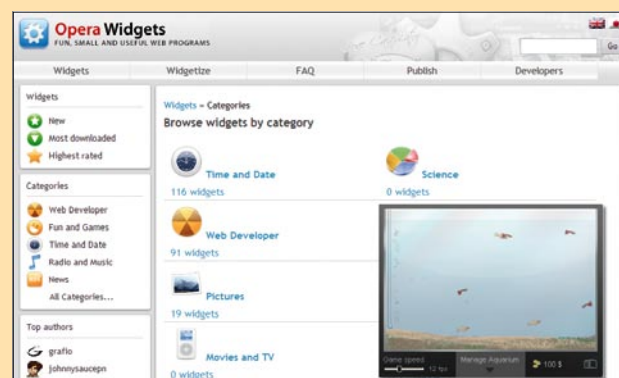 Opera Widgets
FUN, SMALL AND USEFUL WEB PROGRAMS
Go
Widgets Widgetize FAQ Publish Developers
Widgets
New
Most downloaded
Highest rated
Categories
Web Developer
Fun and Games
Time and Date
Radio and Music
News
All Categories...
Top authors
grafio
johnnysaucepn
Widgets » Categories
Browse widgets by category
Time and Date
116 widgets
Science
0 widgets
Web Developer
91 widgets
Pictures
19 widgets
Movies and TV
0 widgets
Game speed
12 fps
Manage Aquarium
100 $